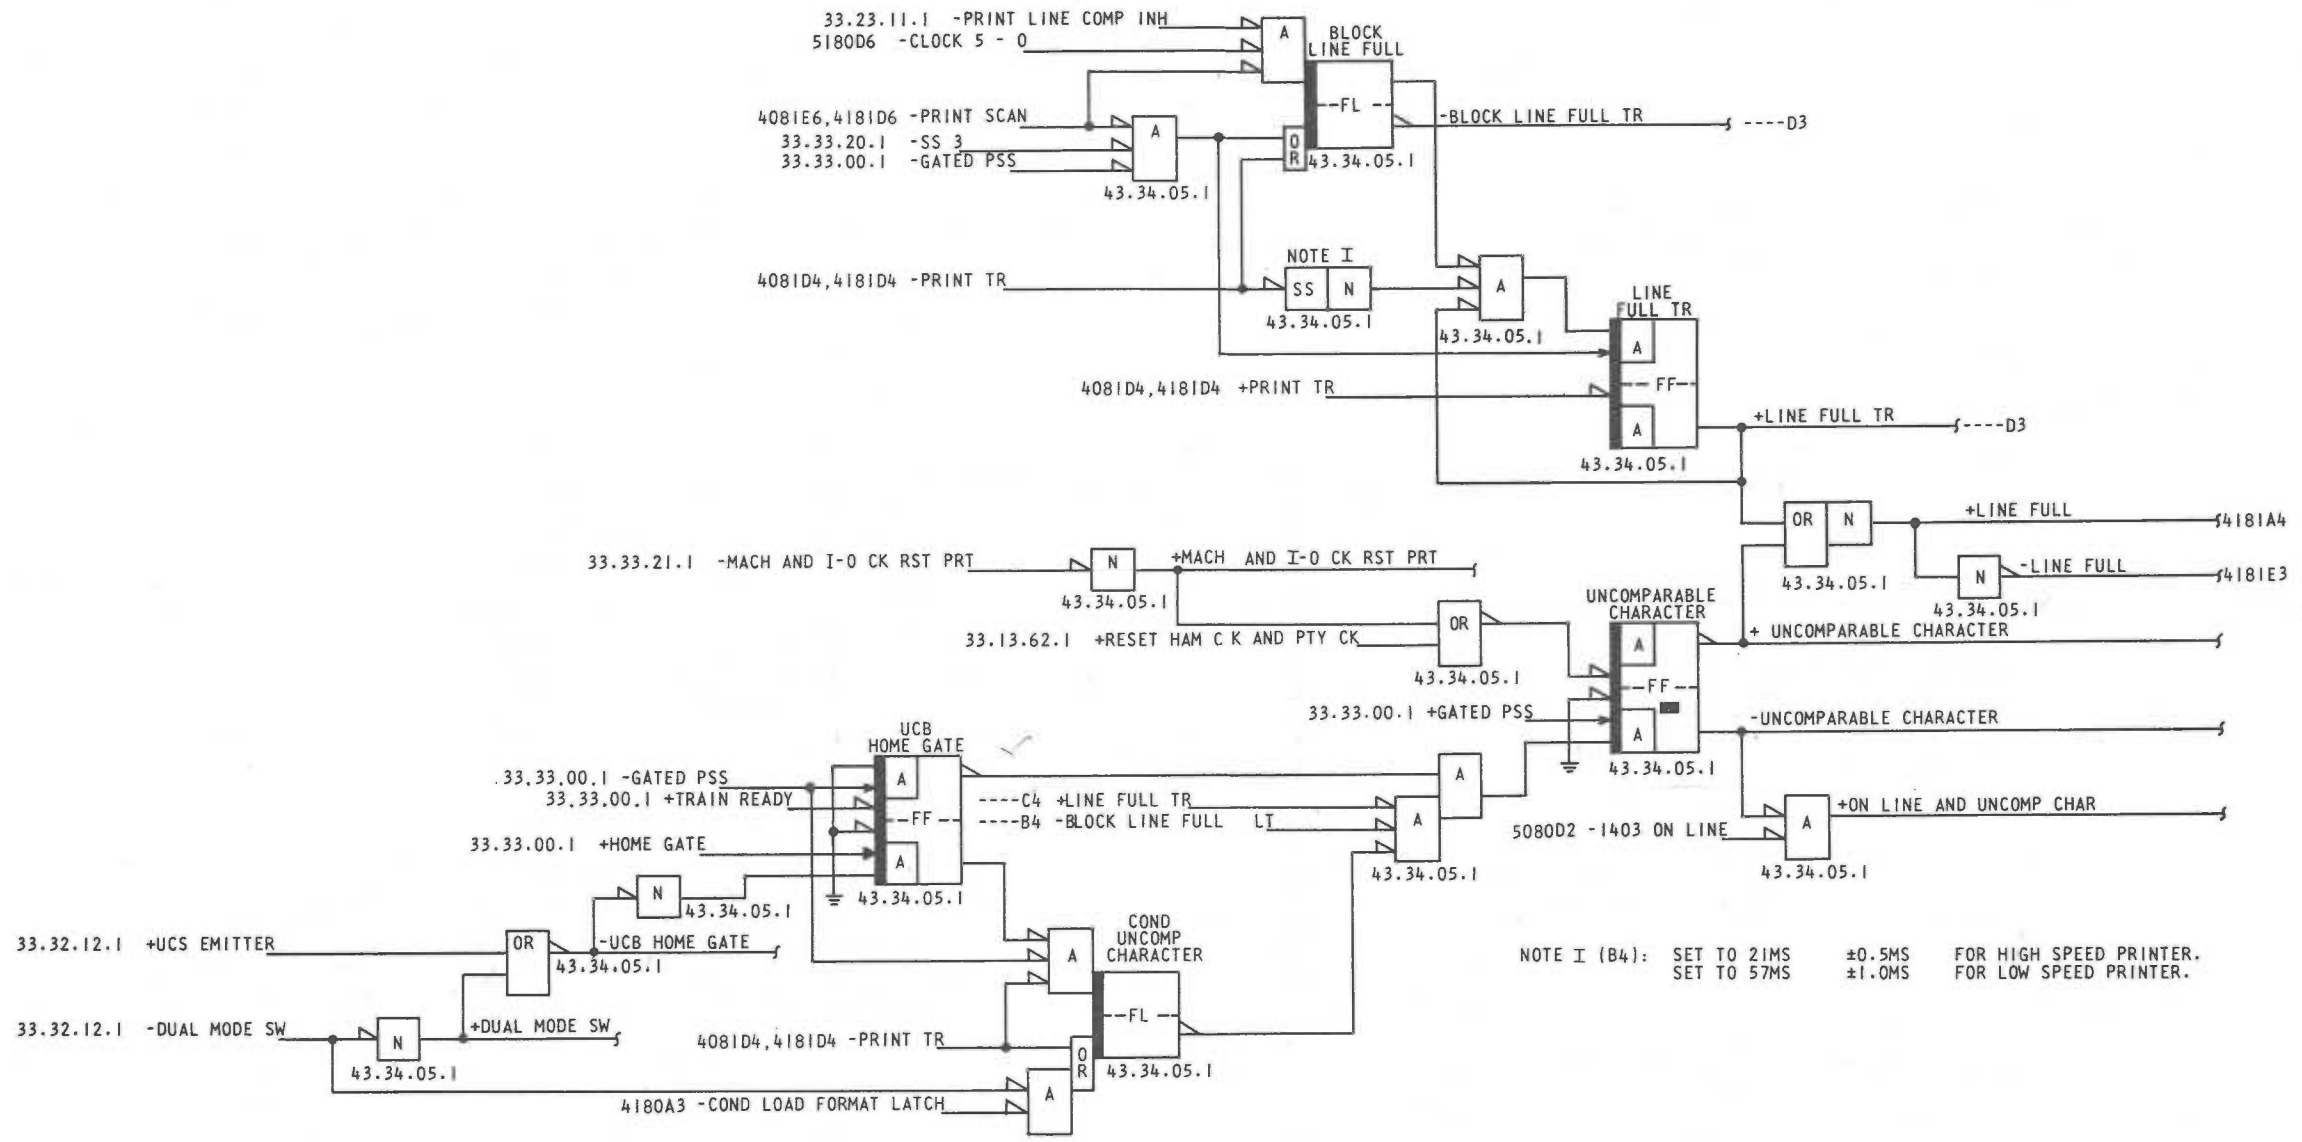 33.23.11.1 -PRINT LINE COMP INH
5180D6 -CLOCK 5 - 0
A
BLOCK
LINE FULL
--FL --
4081E6,4181D6 -PRINT SCAN
33.33.20.1 -SS 3
33.33.00.1 -GATED PSS
A
43.34.05.1
OR
43.34.05.1
-BLOCK LINE FULL TR
----D3
NOTE I
4081D4,4181D4 -PRINT TR
SS
N
43.34.05.1
A
43.34.05.1
LINE
FULL TR
A
-- FF--
A
43.34.05.1
4081D4,4181D4 +PRINT TR
+LINE FULL TR
----D3
OR
N
43.34.05.1
+LINE FULL
4181A4
N
-LINE FULL
4181E3
43.34.05.1
33.33.21.1 -MACH AND I-O CK RST PRT
N
43.34.05.1
+MACH AND I-O CK RST PRT
33.13.62.1 +RESET HAM C K AND PTY CK
OR
43.34.05.1
UNCOMPARABLE
CHARACTER
A
--FF--
A
43.34.05.1
+ UNCOMPARABLE CHARACTER
33.33.00.1 +GATED PSS
-UNCOMPARABLE CHARACTER
UCB
HOME GATE
A
--FF --
A
43.34.05.1
33.33.00.1 -GATED PSS
33.33.00.1 +TRAIN READY
33.33.00.1 +HOME GATE
----C4 +LINE FULL TR
----B4 -BLOCK LINE FULL LT
A
A
43.34.05.1
5080D2 -1403 ON LINE
A
43.34.05.1
+ON LINE AND UNCOMP CHAR
N
43.34.05.1
33.32.12.1 +UCS EMITTER
OR
-UCB HOME GATE
43.34.05.1
33.32.12.1 -DUAL MODE SW
N
43.34.05.1
+DUAL MODE SW
A
COND
UNCOMP
CHARACTER
--FL --
43.34.05.1
4081D4,4181D4 -PRINT TR
OR
A
4180A3 -COND LOAD FORMAT LATCH
NOTE I (B4): SET TO 21MS ±0.5MS FOR HIGH SPEED PRINTER.
SET TO 57MS ±1.0MS FOR LOW SPEED PRINTER.